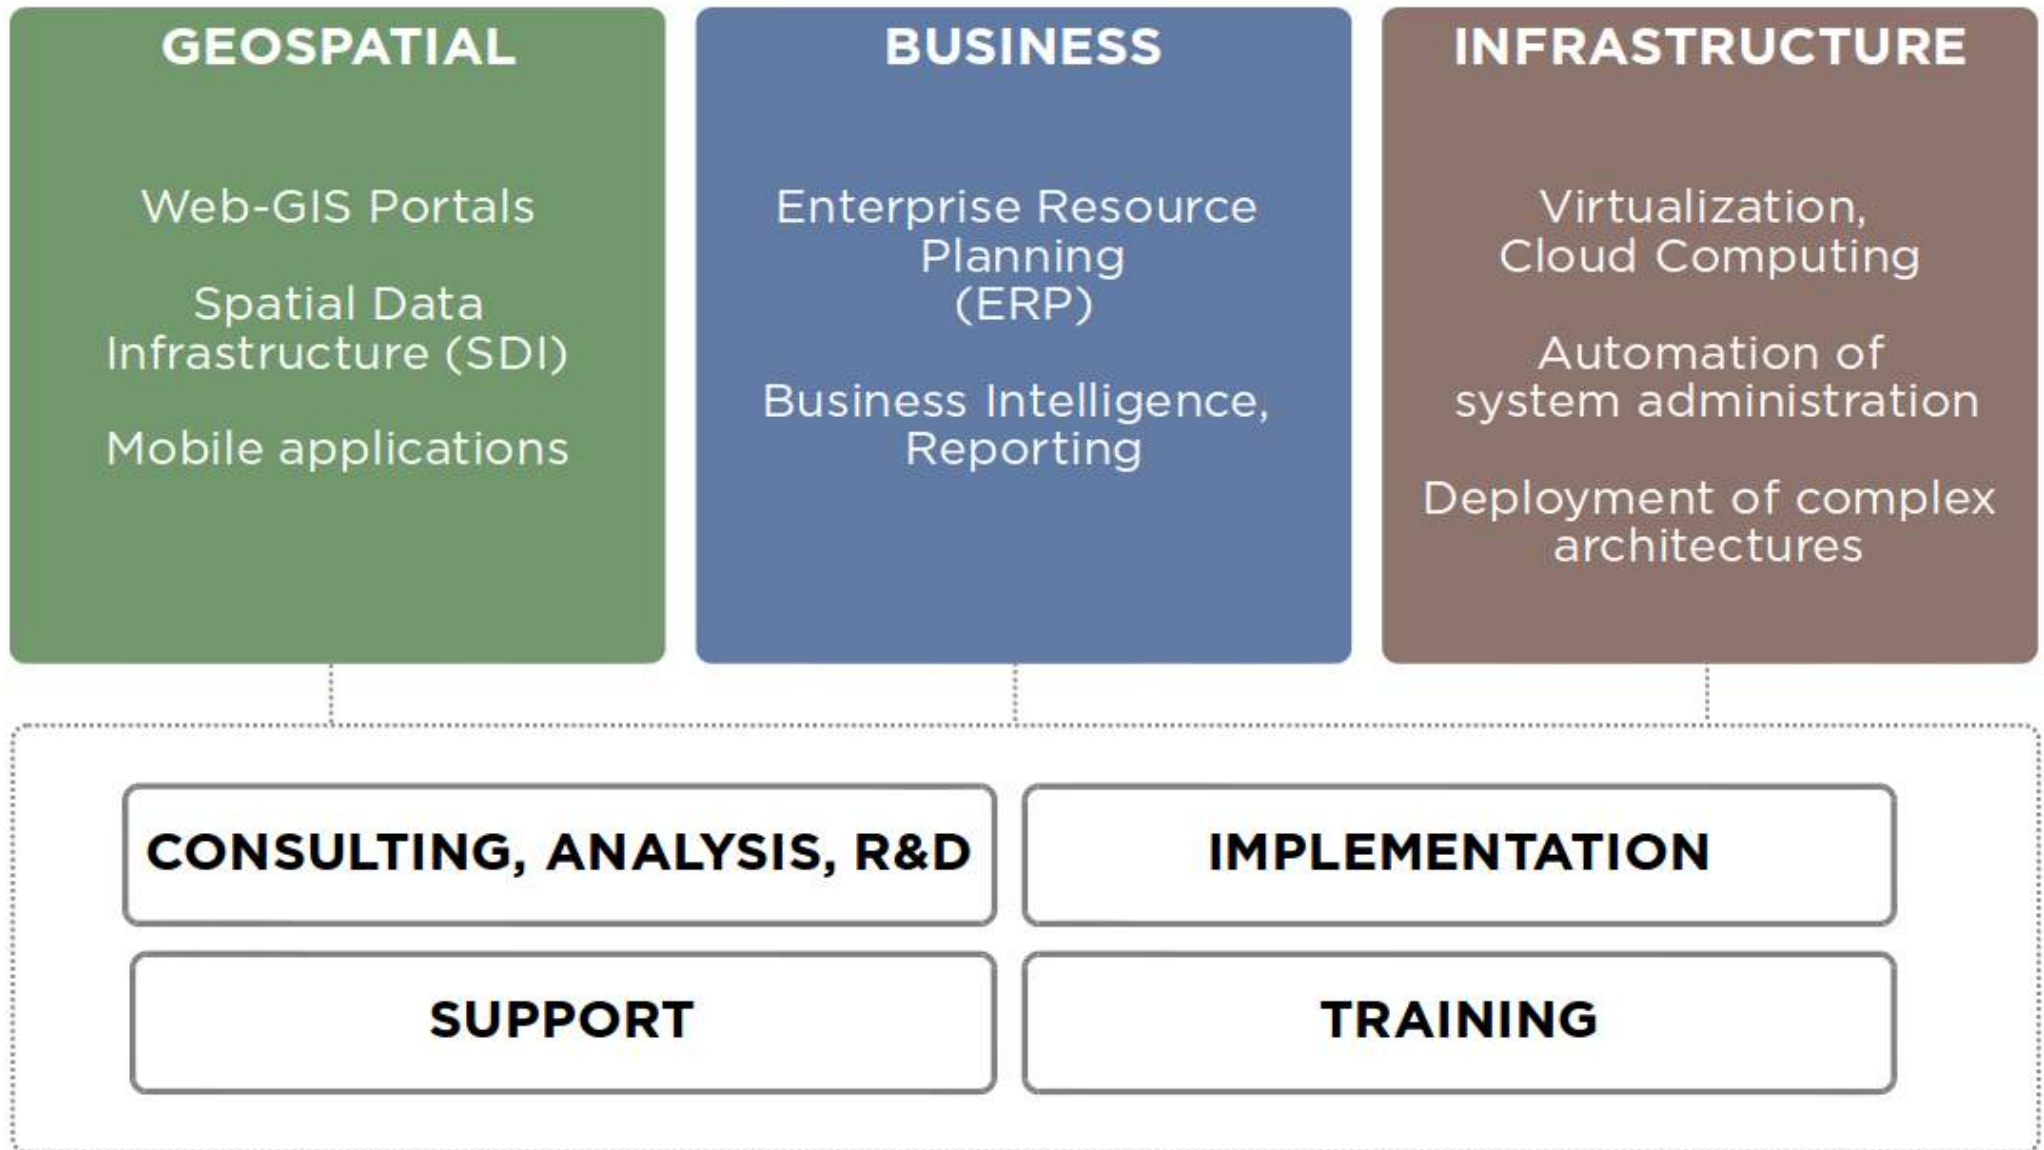 GEOSPATIAL
Web-GIS Portals
Spatial Data
Infrastructure (SDI)
Mobile applications
BUSINESS
Enterprise Resource
Planning
(ERP)
Business Intelligence,
Reporting
INFRASTRUCTURE
Virtualization,
Cloud Computing
Automation of
system administration
Deployment of complex
architectures
CONSULTING, ANALYSIS, R&D
IMPLEMENTATION
SUPPORT
TRAINING